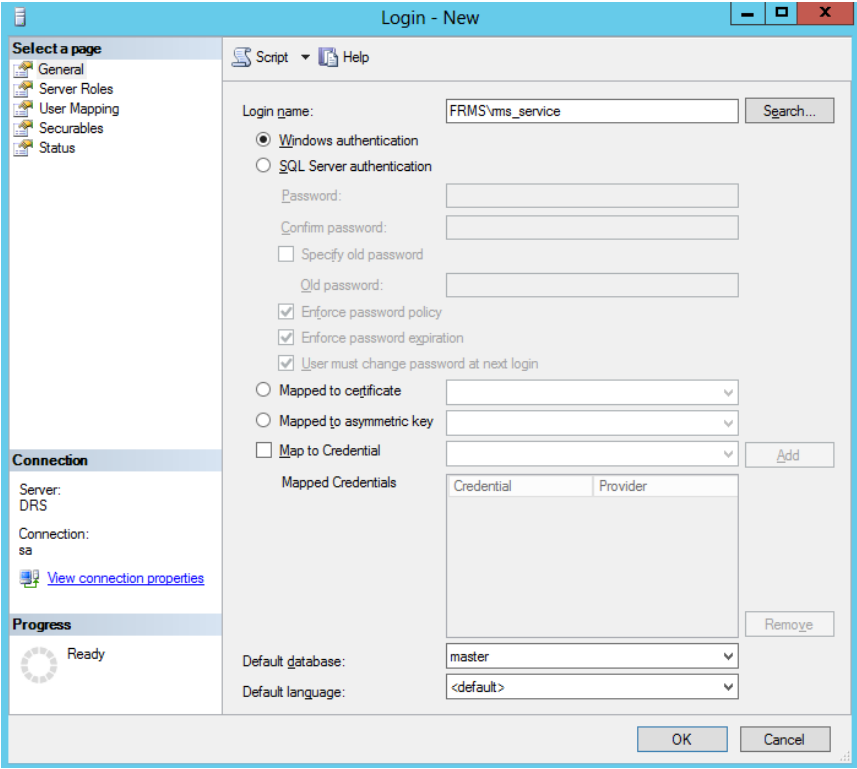 Login - New
Select a page
General
Server Roles
User Mapping
Securables
Status
Script Help
Login name: FRMS\rms_service Search...
Windows authentication
SQL Server authentication
Password:
Confirm password:
Specify old password
Old password:
Enforce password policy
Enforce password expiration
User must change password at next login
Mapped to certificate
Mapped to asymmetric key
Map to Credential Add
Mapped Credentials Credential Provider
Remove
Default database: master
Default language: <default>
Connection
Server:
DRS
Connection:
sa
View connection properties
Progress
Ready
OK Cancel